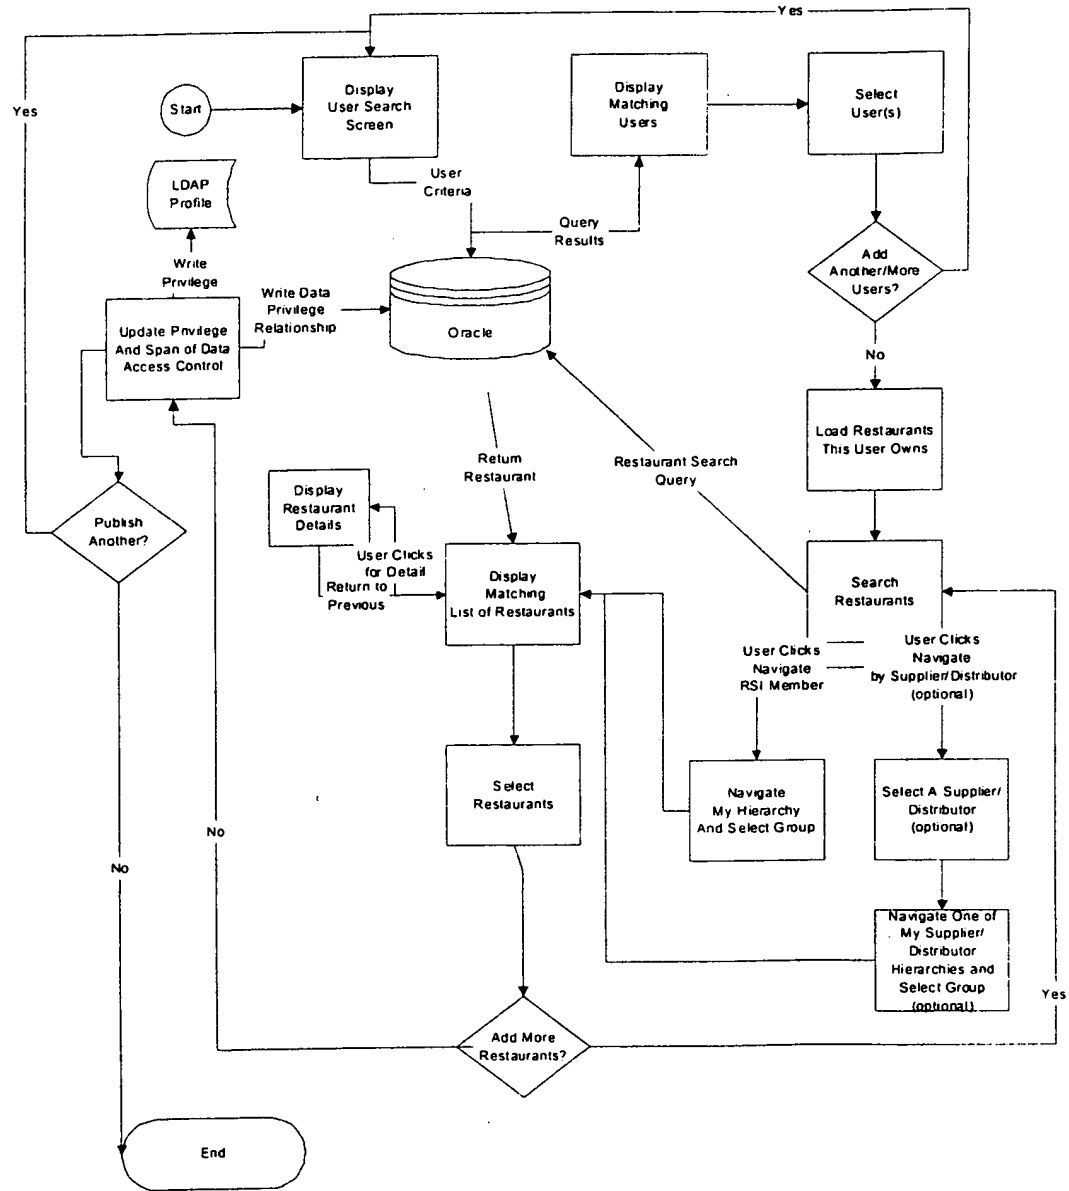 Yes
Yes
Start
Display
User Search
Screen
Display
Matching
Users
Select
User(s)
LDAP
Profile
User
Criteria
Query
Results
Add
Another/More
Users?
Write
Privilege
Write Data
Privilege
Relationship
Update Privilege
And Span of Data
Access Control
Oracle
No
Load Restaurants
This User Owns
Return
Restaurant
Restaurant Search
Query
Display
Restaurant
Details
Publish
Another?
User Clicks
for Detail
Return to
Previous
Display
Matching
List of Restaurants
Search
Restaurants
User Clicks
Navigate
RSI Member
User Clicks
Navigate
by Supplier/Distributor
(optional)
Select
Restaurants
Navigate
My Hierarchy
And Select Group
Select A Supplier/
Distributor
(optional)
No
No
Navigate One of
My Supplier/
Distributor
Hierarchies and
Select Group
(optional)
Yes
Add More
Restaurants?
End